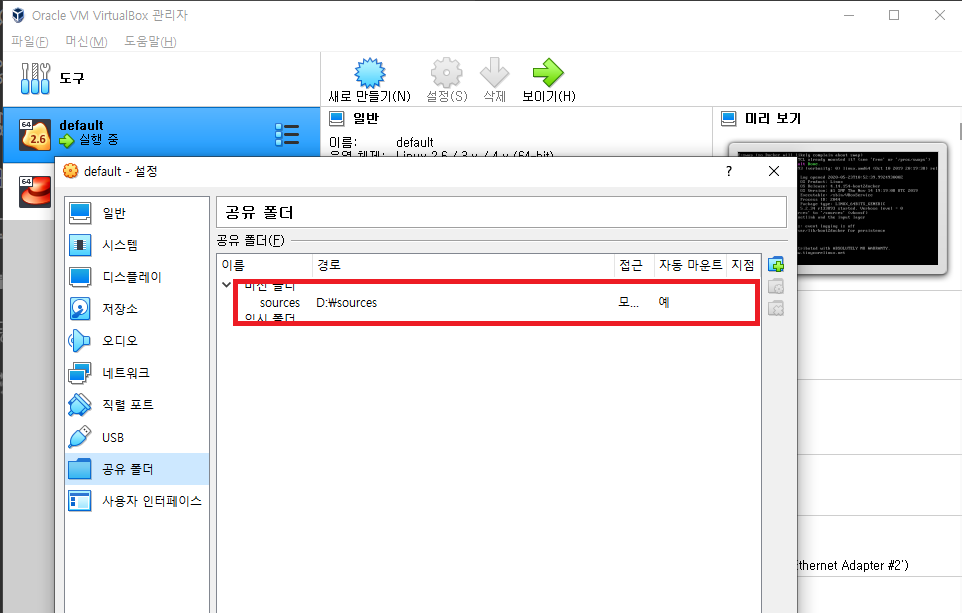 Oracle VM VirtualBox 관리자
파일(F) 머신(M) 도움말(H)
도구
새로 만들기(N) 설정(S) 삭제 보이기(H)
64
2.6
default
실행 중
64
일반
이름: default
운영 체제: Linux 2.6 / 3.x / 4.x (64-bit)
미리 보기
default - 설정
?
일반
시스템
디스플레이
저장소
오디오
네트워크
직렬 포트
USB
공유 폴더
사용자 인터페이스
공유 폴더
공유 폴더(F)
이름 경로 접근 자동 마운트 지점
머신 폴더
sources D:₩sources 모... 예
임시 폴더
thernet Adapter #2')